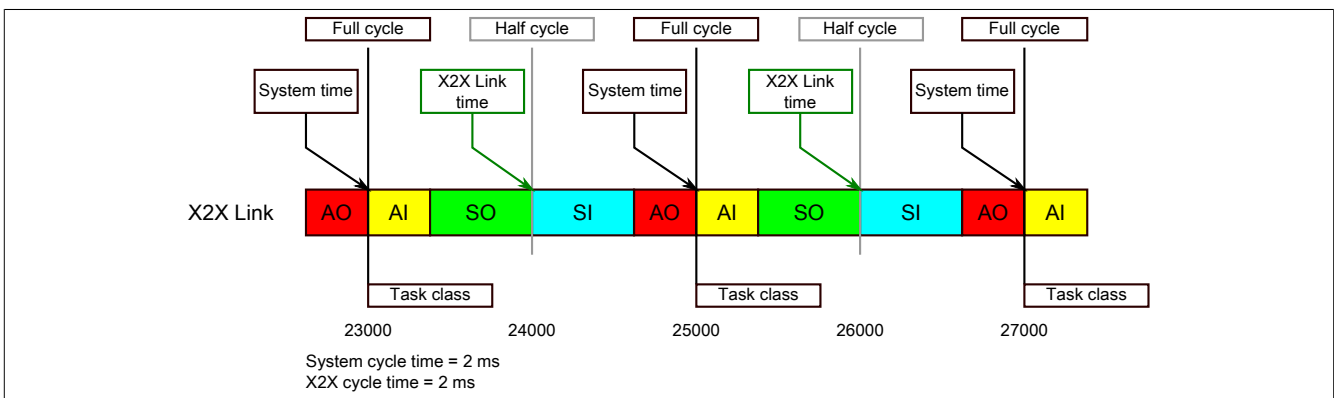 Full cycle
Half cycle
Full cycle
Half cycle
Full cycle
System time
X2X Link
time
System time
X2X Link
time
System time
X2X Link
AO
AI
SO
SI
AO
AI
SO
SI
AO
AI
Task class
Task class
Task class
23000
24000
25000
26000
27000
System cycle time = 2 ms
X2X cycle time = 2 ms